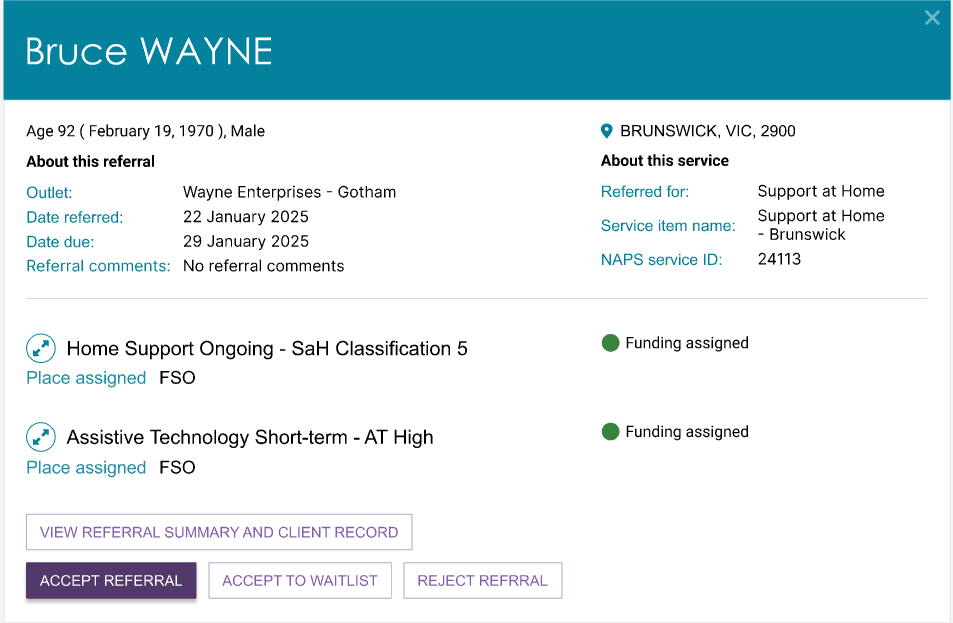 Bruce WAYNE
Age 92 ( February 19, 1970 ), Male
BRUNSWICK, VIC, 2900
About this referral
About this service
Outlet: Wayne Enterprises - Gotham
Date referred: 22 January 2025
Date due: 29 January 2025
Referral comments: No referral comments
Referred for: Support at Home
Service item name: Support at Home
- Brunswick
NAPS service ID: 24113
Home Support Ongoing - SaH Classification 5
Funding assigned
Place assigned FSO
Assistive Technology Short-term - AT High
Funding assigned
Place assigned FSO
VIEW REFERRAL SUMMARY AND CLIENT RECORD
ACCEPT REFERRAL
ACCEPT TO WAITLIST
REJECT REFRRAL